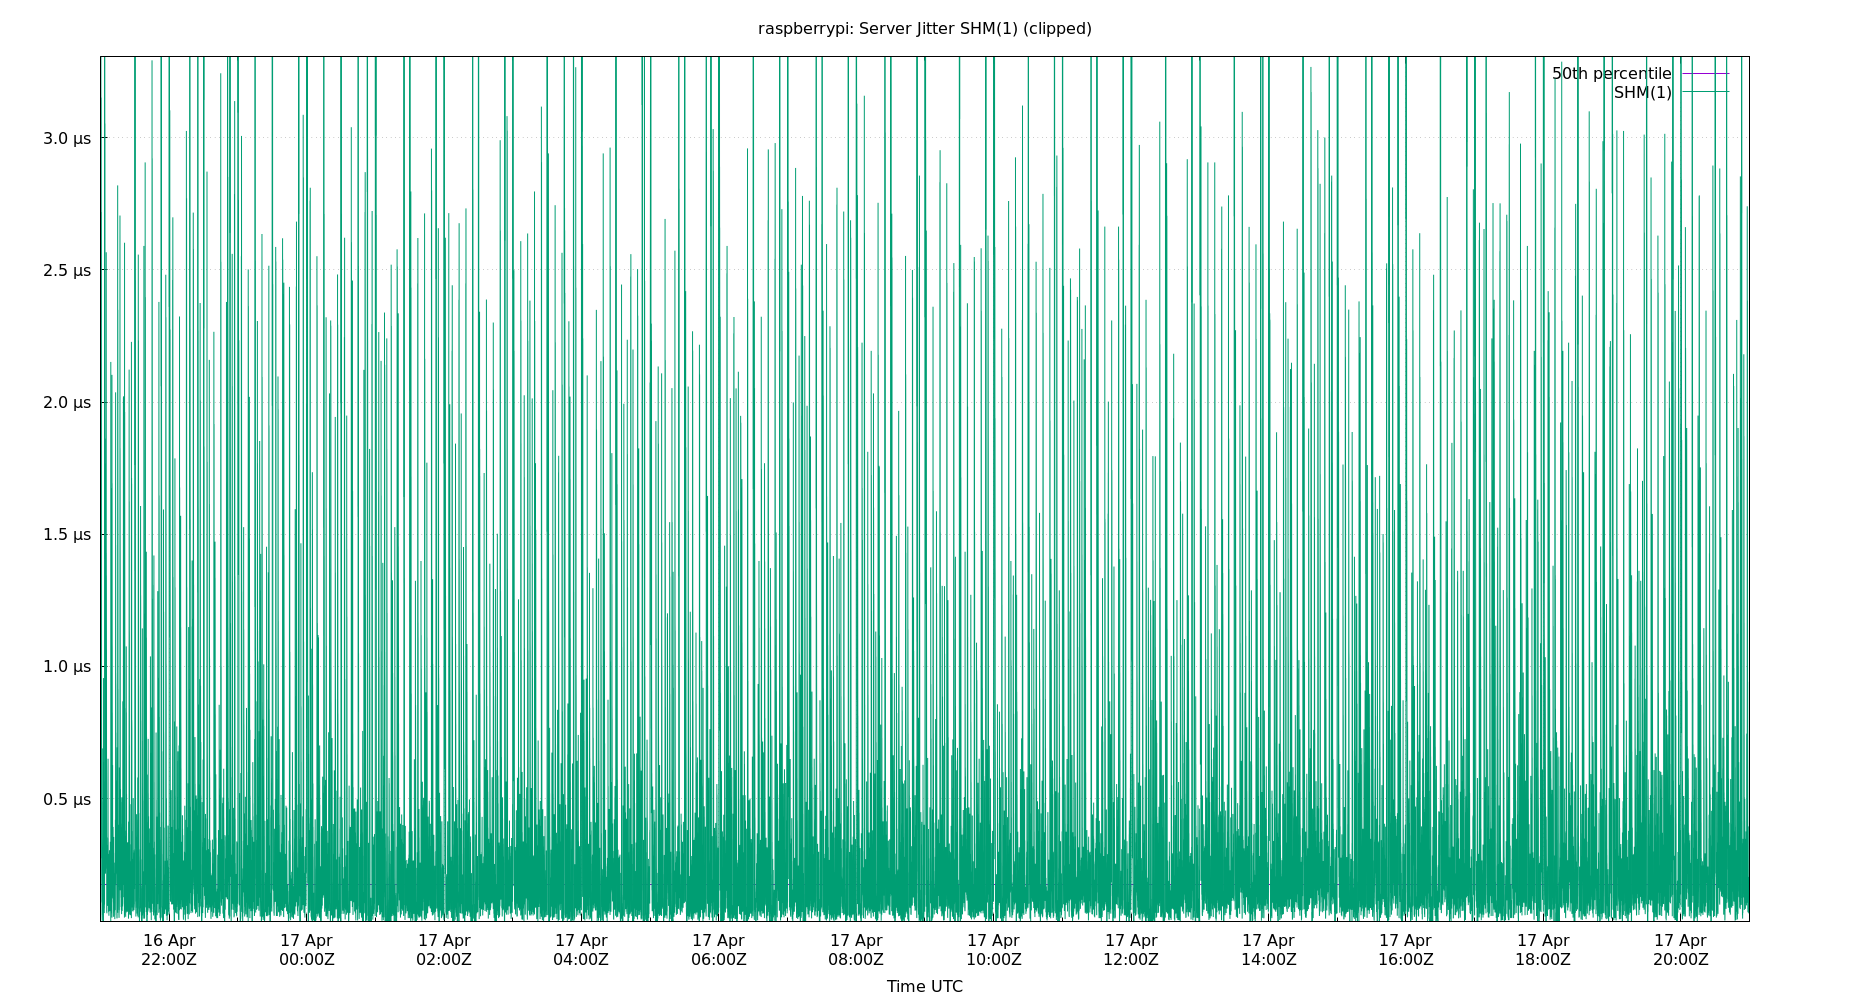 raspberrypi: Server Jitter SHM(1) (clipped)
50th percentile
SHM(1)
3.0 µs
2.5 µs
2.0 µs
1.5 µs
1.0 µs
0.5 µs
16 Apr 17 Apr 17 Apr 17 Apr 17 Apr 17 Apr 17 Apr 17 Apr 17 Apr 17 Apr 17 Apr 17 Apr
22:00Z 00:00Z 02:00Z 04:00Z 06:00Z 08:00Z 10:00Z 12:00Z 14:00Z 16:00Z 18:00Z 20:00Z
Time UTC